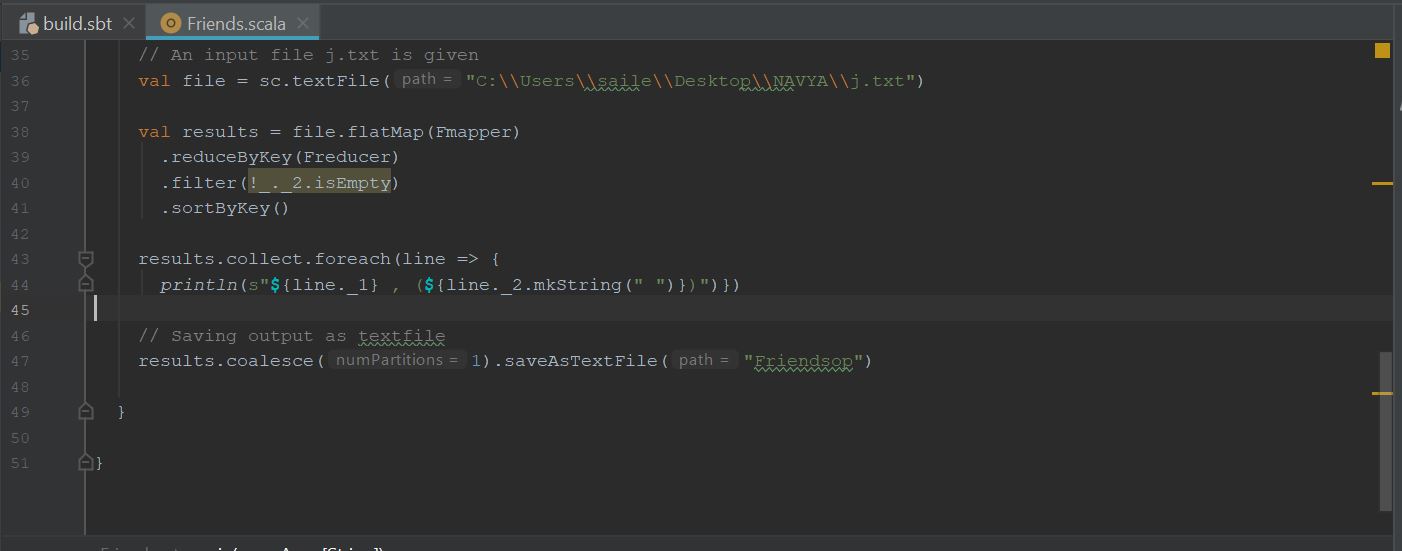 build.sbt
Friends.scala
35 // An input file j.txt is given
36 val file = sc.textFile( path = "C:\\Users\\saile\\Desktop\\NAVYA\\j.txt")
37
38 val results = file.flatMap(Fmapper)
39 .reduceByKey(Freducer)
40 .filter(!_._2.isEmpty)
41 .sortByKey()
42
43 results.collect.foreach(line => {
44 println(s"${line._1} , (${line._2.mkString(" ")})")})
45
46 // Saving output as textfile
47 results.coalesce( numPartitions = 1).saveAsTextFile( path = "Friendsop")
48
49 }
50
51 }